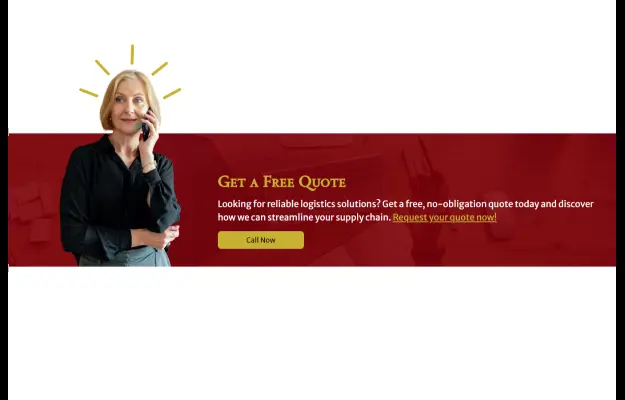 Get a Free Quote
Looking for reliable logistics solutions? Get a free, no-obligation quote today and discover
how we can streamline your supply chain. Request your quote now!
Call Now